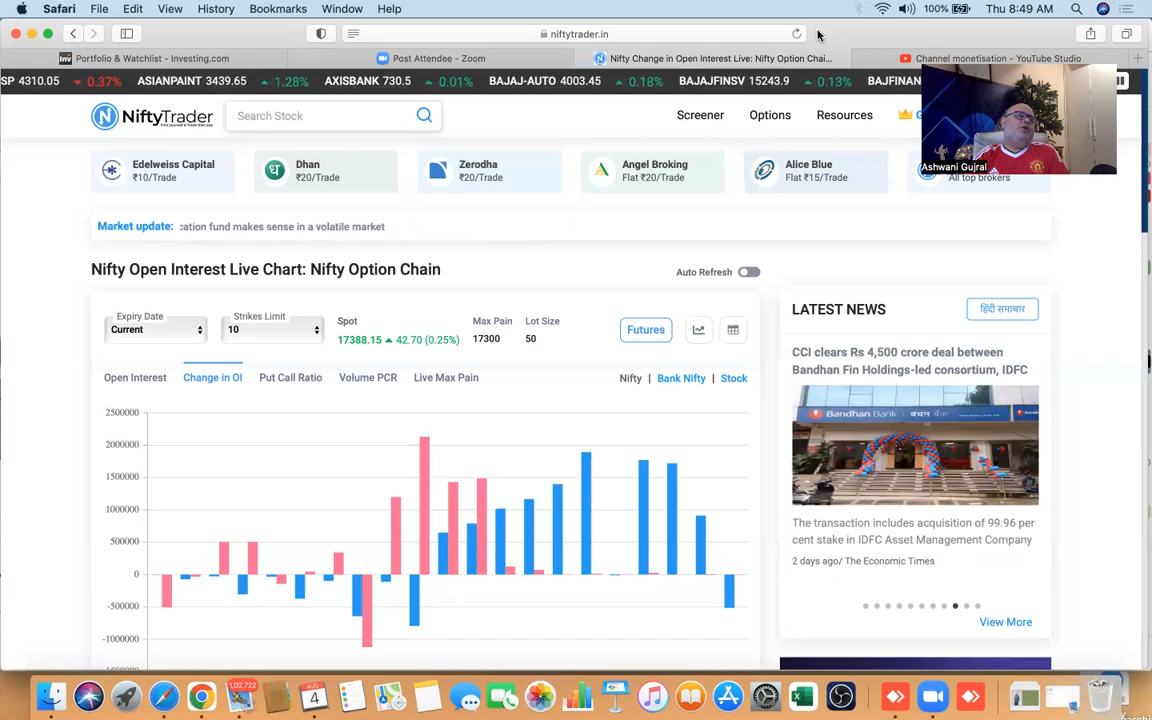 Safari File Edit View History Bookmarks Window Help 100% Thu 8:49 AM
niftytrader.in
Portfolio & Watchlist - Investing.com
Post Attendee - Zoom
Nifty Change in Open Interest Live: Nifty Option Chai...
Channel monetisation - YouTube Studio
SP 4310.05 0.37% ASIANPAINT 3439.65 1.28% AXISBANK 730.5 0.01% BAJAJ-AUTO 4003.45 0.18% BAJAJFINSV 15243.9 0.13% BAJFINAN
NiftyTrader
Search Stock
Screener Options Resources
Edelweiss Capital
₹10/Trade
Dhan
₹20/Trade
Zerodha
₹20/Trade
Angel Broking
Flat ₹20/Trade
Alice Blue
Flat ₹15/Trade
All top brokers
Ashwani Gujral
Market update: cation fund makes sense in a volatile market
Nifty Open Interest Live Chart: Nifty Option Chain
Auto Refresh
Expiry Date
Current
Strikes Limit
10
Spot
17388.15 42.70 (0.25%)
Max Pain
17300
Lot Size
50
Futures
Open Interest Change in OI Put Call Ratio Volume PCR Live Max Pain
Nifty | Bank Nifty | Stock
2500000
2000000
1500000
1000000
500000
0
-500000
-1000000
LATEST NEWS
हिंदी समाचार
CCI clears Rs 4,500 crore deal between
Bandhan Fin Holdings-led consortium, IDFC
Bandhan Bank
The transaction includes acquisition of 99.96 per
cent stake in IDFC Asset Management Company
2 days ago/ The Economic Times
View More
1,02,722
AUG
4